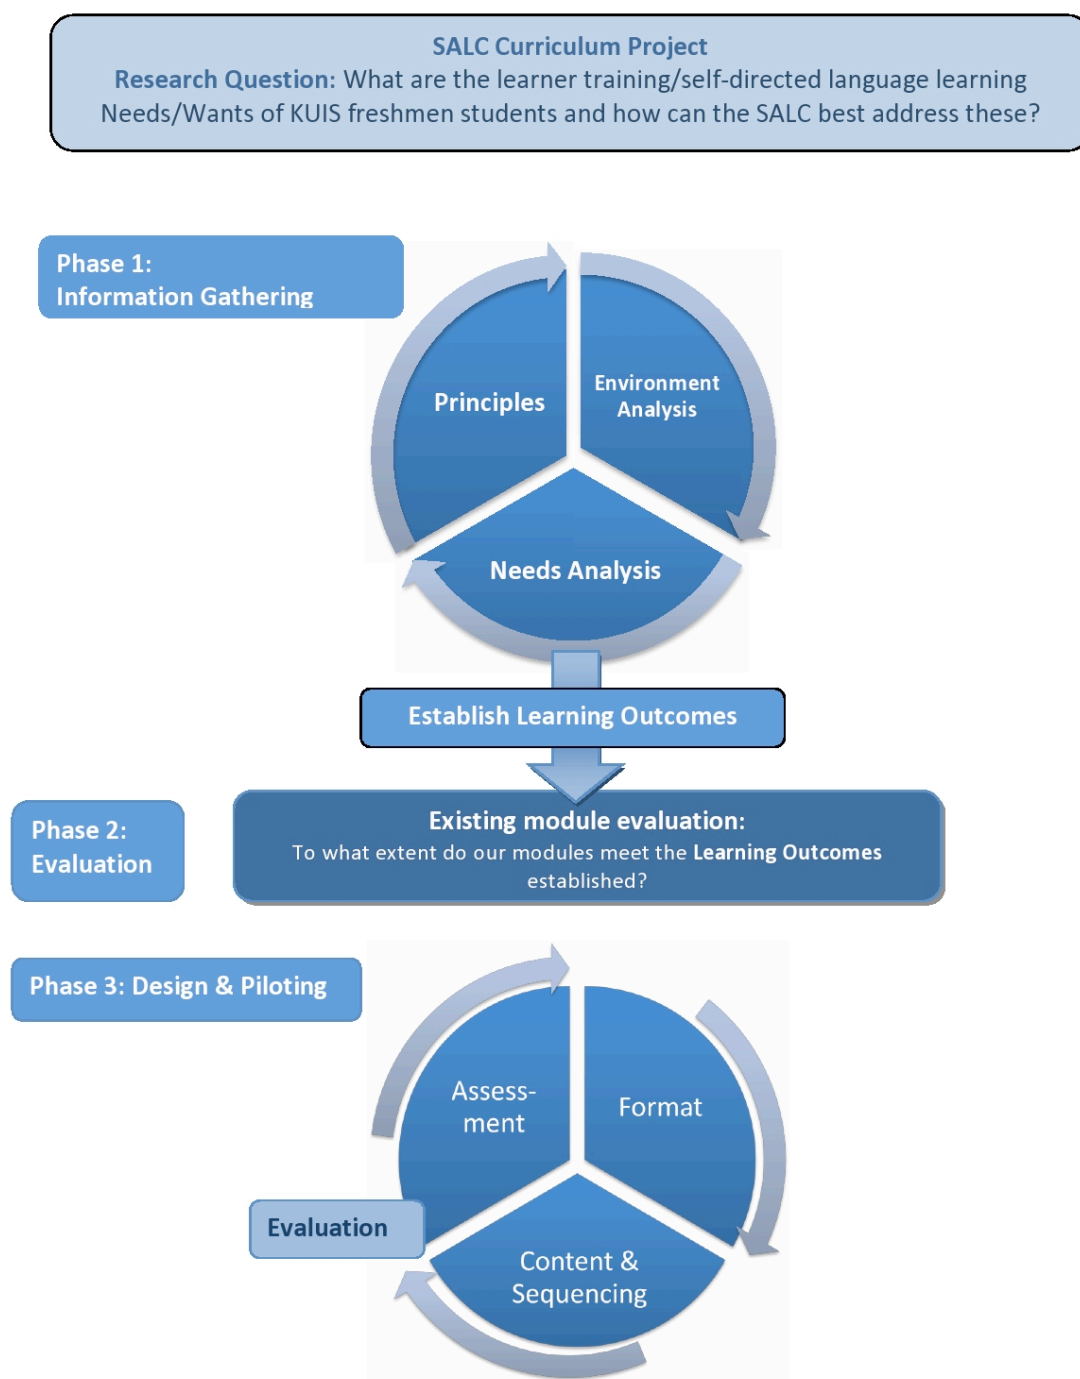 SALC Curriculum Project
Research Question: What are the learner training/self-directed language learning
Needs/Wants of KUIS freshmen students and how can the SALC best address these?
Phase 1:
Information Gathering
Principles
Environment
Analysis
Needs Analysis
Establish Learning Outcomes
Phase 2:
Evaluation
Existing module evaluation:
To what extent do our modules meet the Learning Outcomes
established?
Phase 3: Design & Piloting
Assess-
ment
Format
Evaluation
Content &
Sequencing